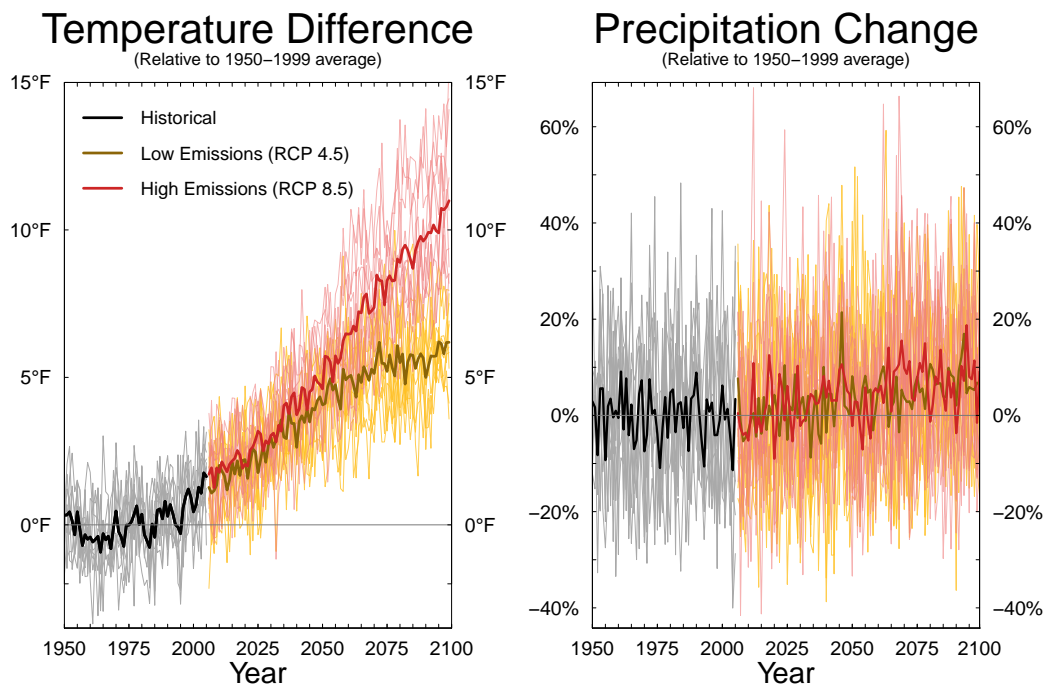 Temperature Difference
(Relative to 1950−1999 average)
15°F
15°F
Historical
Low Emissions (RCP 4.5)
High Emissions (RCP 8.5)
10°F
10°F
5°F
5°F
0°F
0°F
1950 1975 2000 2025 2050 2075 2100
Year
Precipitation Change
(Relative to 1950−1999 average)
60%
60%
40%
40%
20%
20%
0%
0%
−20%
−20%
−40%
−40%
1950 1975 2000 2025 2050 2075 2100
Year